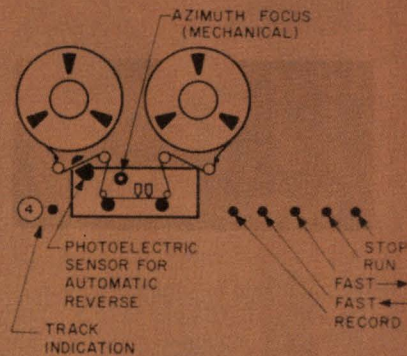 AZIMUTH FOCUS
(MECHANICAL)
4
PHOTOELECTRIC
SENSOR FOR
AUTOMATIC
REVERSE
TRACK
INDICATION
STOP
RUN
FAST →
FAST ←
RECORD